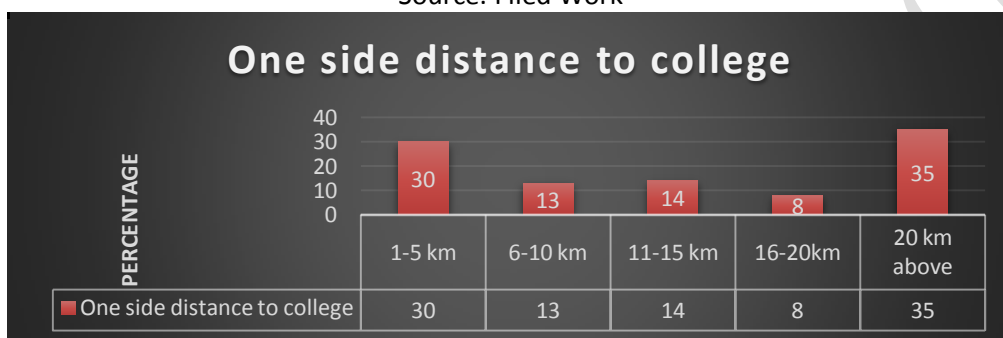 Source: Filed Work
One side distance to college
PERCENTAGE
40
30
20
10
0
30
13
14
8
35
1-5 km
6-10 km
11-15 km
16-20km
20 km
above
One side distance to college
30
13
14
8
35